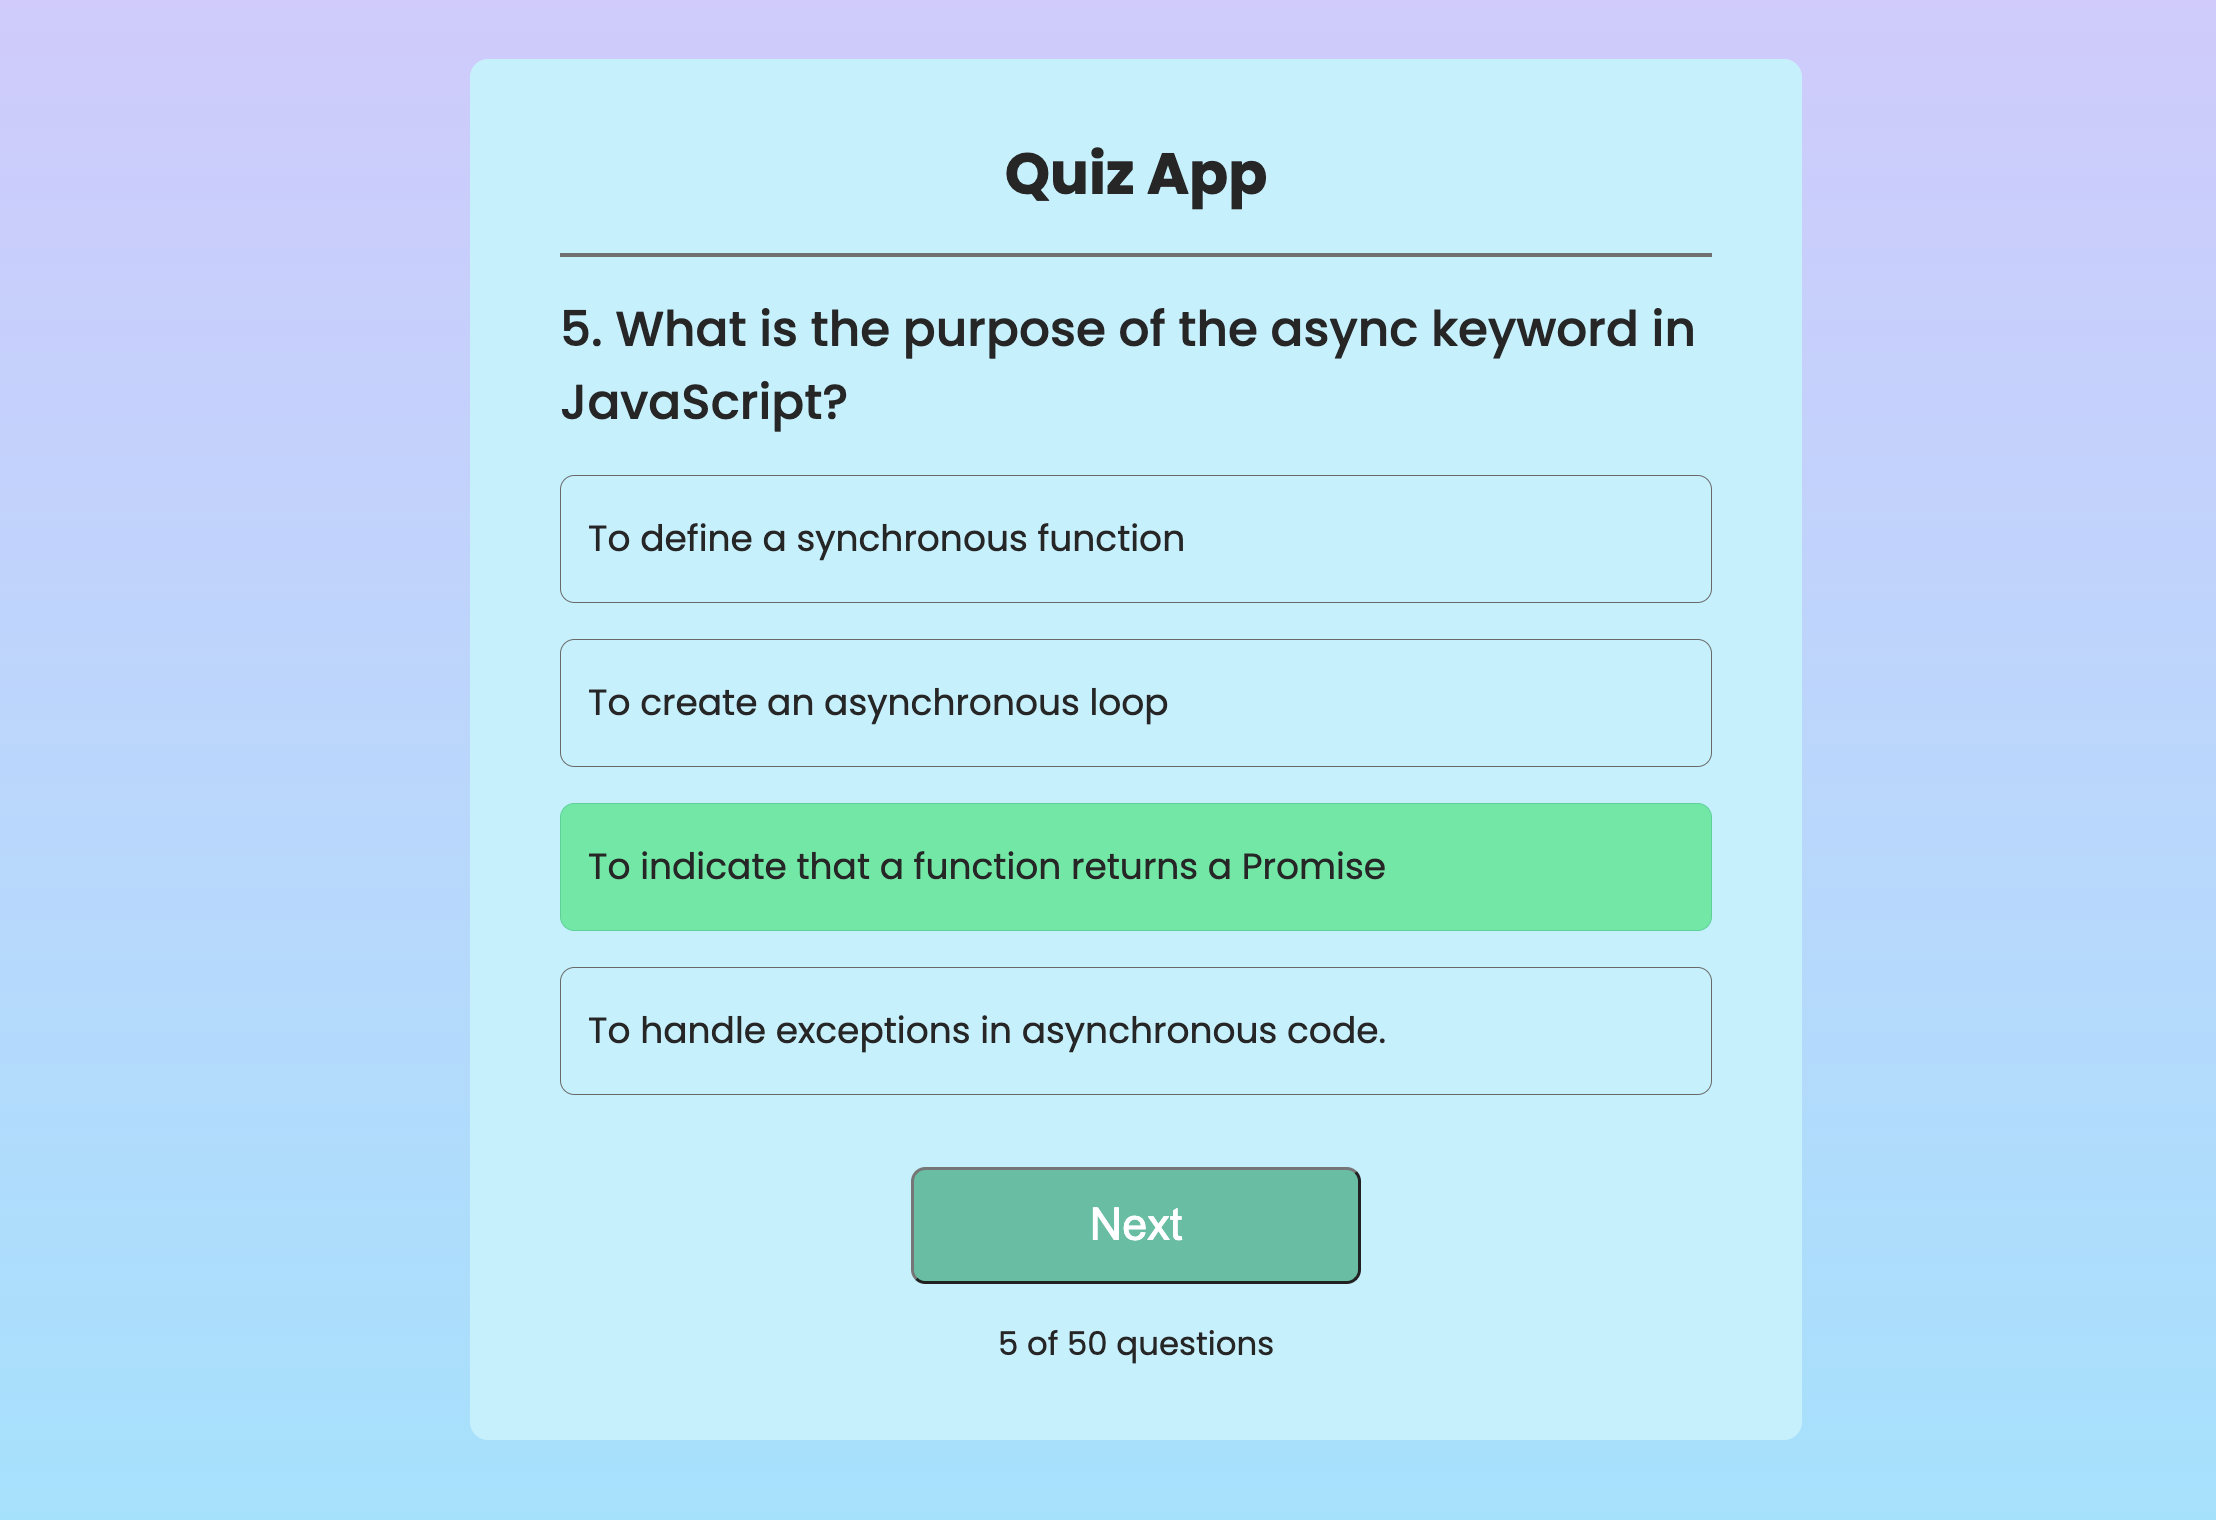 Quiz App
5. What is the purpose of the async keyword in
JavaScript?
To define a synchronous function
To create an asynchronous loop
To indicate that a function returns a Promise
To handle exceptions in asynchronous code.
Next
5 of 50 questions